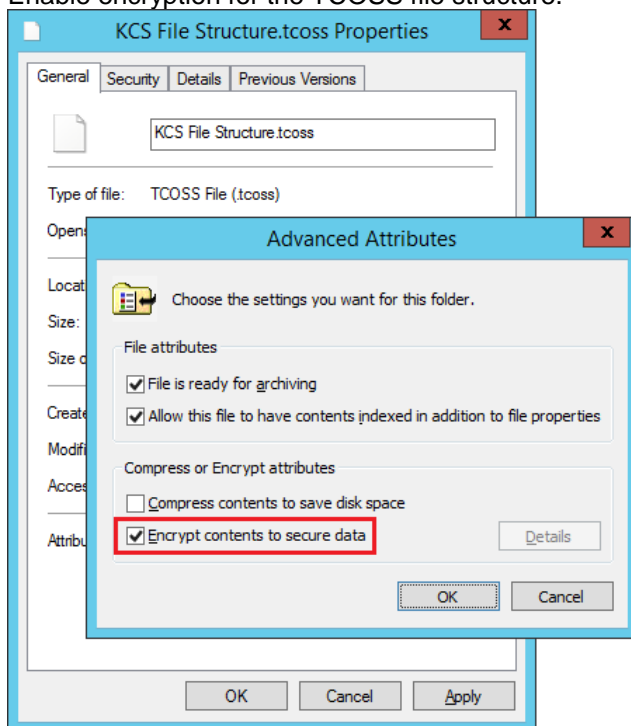 Enable encryption for the TCOSS file structure.
KCS File Structure.tcoss Properties
x
General Security Details Previous Versions
KCS File Structure.tcoss
Type of file: TCOSS File (.tcoss)
Advanced Attributes
x
Choose the settings you want for this folder.
Size:
File attributes
File is ready for archiving
Allow this file to have contents indexed in addition to file properties
Compress or Encrypt attributes
Compress contents to save disk space
Encrypt contents to secure data
Details
OK Cancel
OK Cancel Apply